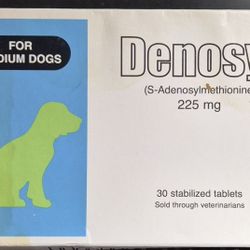 FOR
DIUM DOGS
Denosy
(S-Adenosylmethionine
225 mg
30 stabilized tablets
Sold through veterinarians